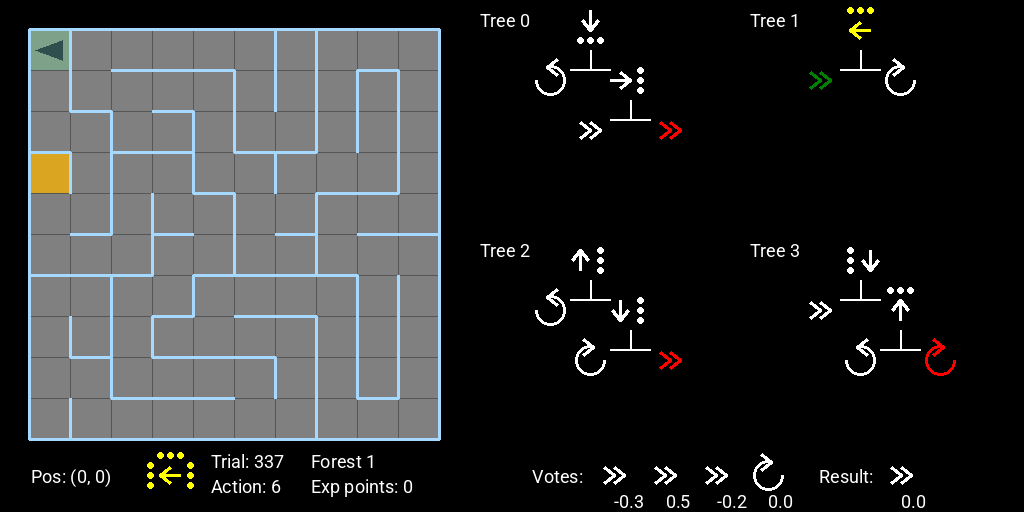 Tree 0
Tree 1
Tree 2
Tree 3
Pos: (0, 0)
Trial: 337
Forest 1
Action: 6
Exp points: 0
Votes:
Result:
-0.3
0.5
-0.2
0.0
0.0